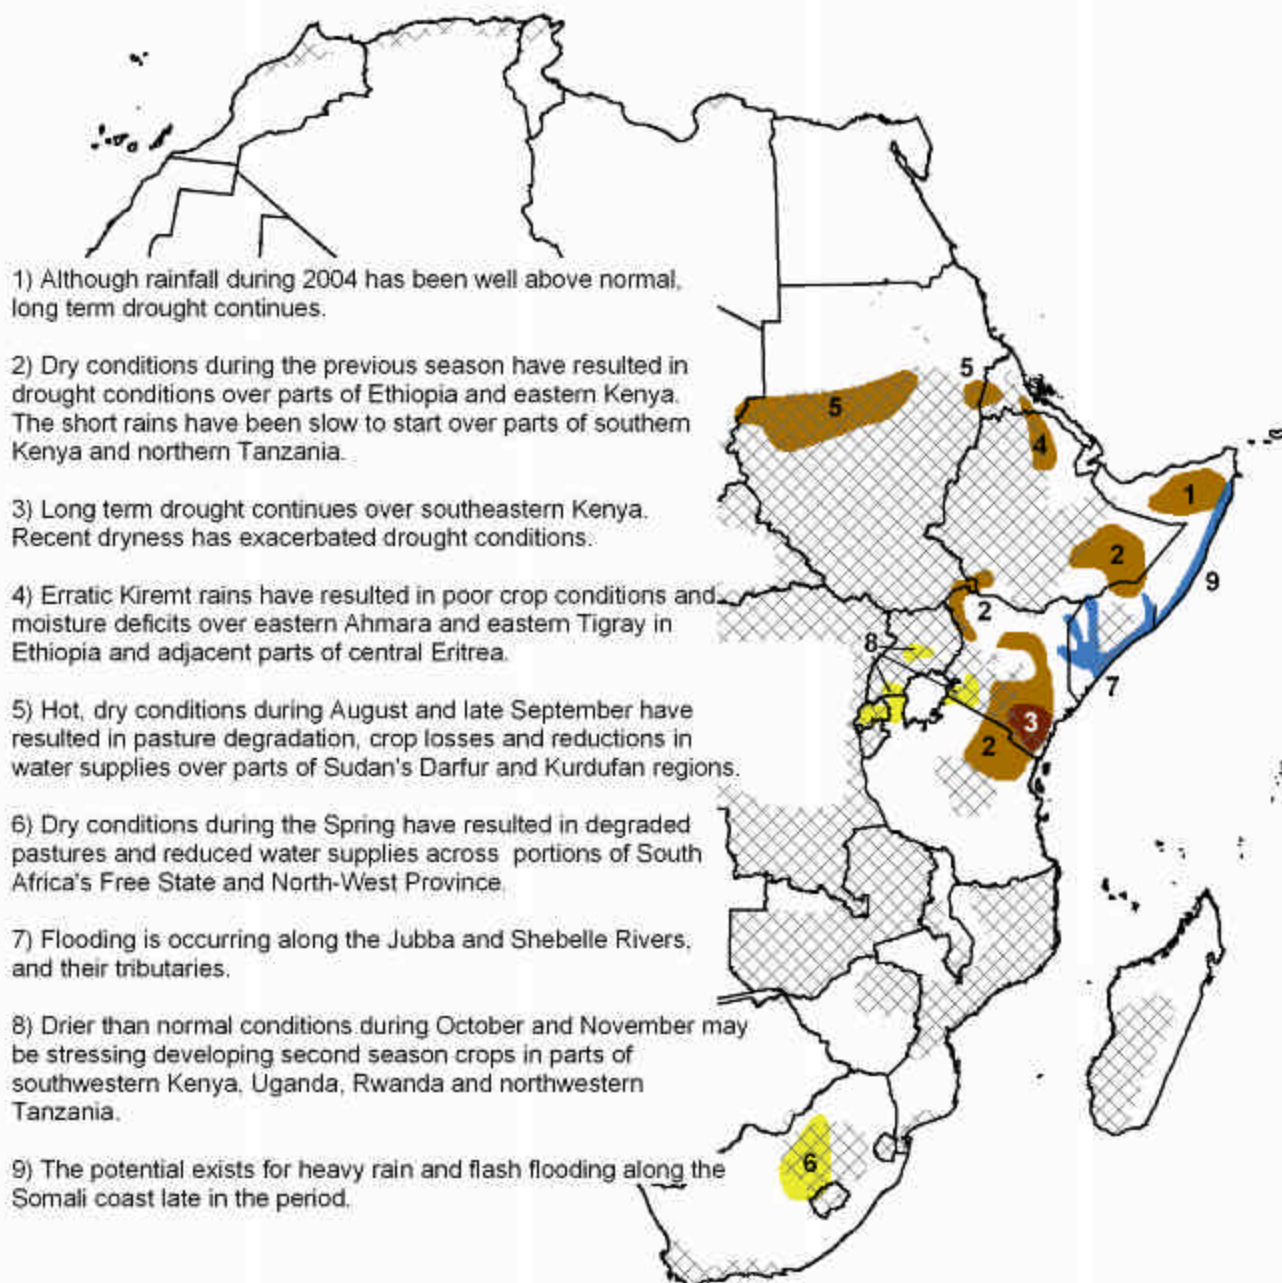 1) Although rainfall during 2004 has been well above normal,
long term drought continues.
2) Dry conditions during the previous season have resulted in
drought conditions over parts of Ethiopia and eastern Kenya.
The short rains have been slow to start over parts of southern
Kenya and northern Tanzania.
3) Long term drought continues over southeastern Kenya.
Recent dryness has exacerbated drought conditions.
4) Erratic Kiremt rains have resulted in poor crop conditions and
moisture deficits over eastern Ahmara and eastern Tigray in
Ethiopia and adjacent parts of central Eritrea.
5) Hot, dry conditions during August and late September have
resulted in pasture degradation, crop losses and reductions in
water supplies over parts of Sudan's Darfur and Kurdufan regions.
6) Dry conditions during the Spring have resulted in degraded
pastures and reduced water supplies across portions of South
Africa's Free State and North-West Province.
7) Flooding is occurring along the Jubba and Shebelle Rivers,
and their tributaries.
8) Drier than normal conditions during October and November may
be stressing developing second season crops in parts of
southwestern Kenya, Uganda, Rwanda and northwestern
Tanzania.
9) The potential exists for heavy rain and flash flooding along the
Somali coast late in the period.
5
5
4
1
2
9
2
8
7
3
2
6